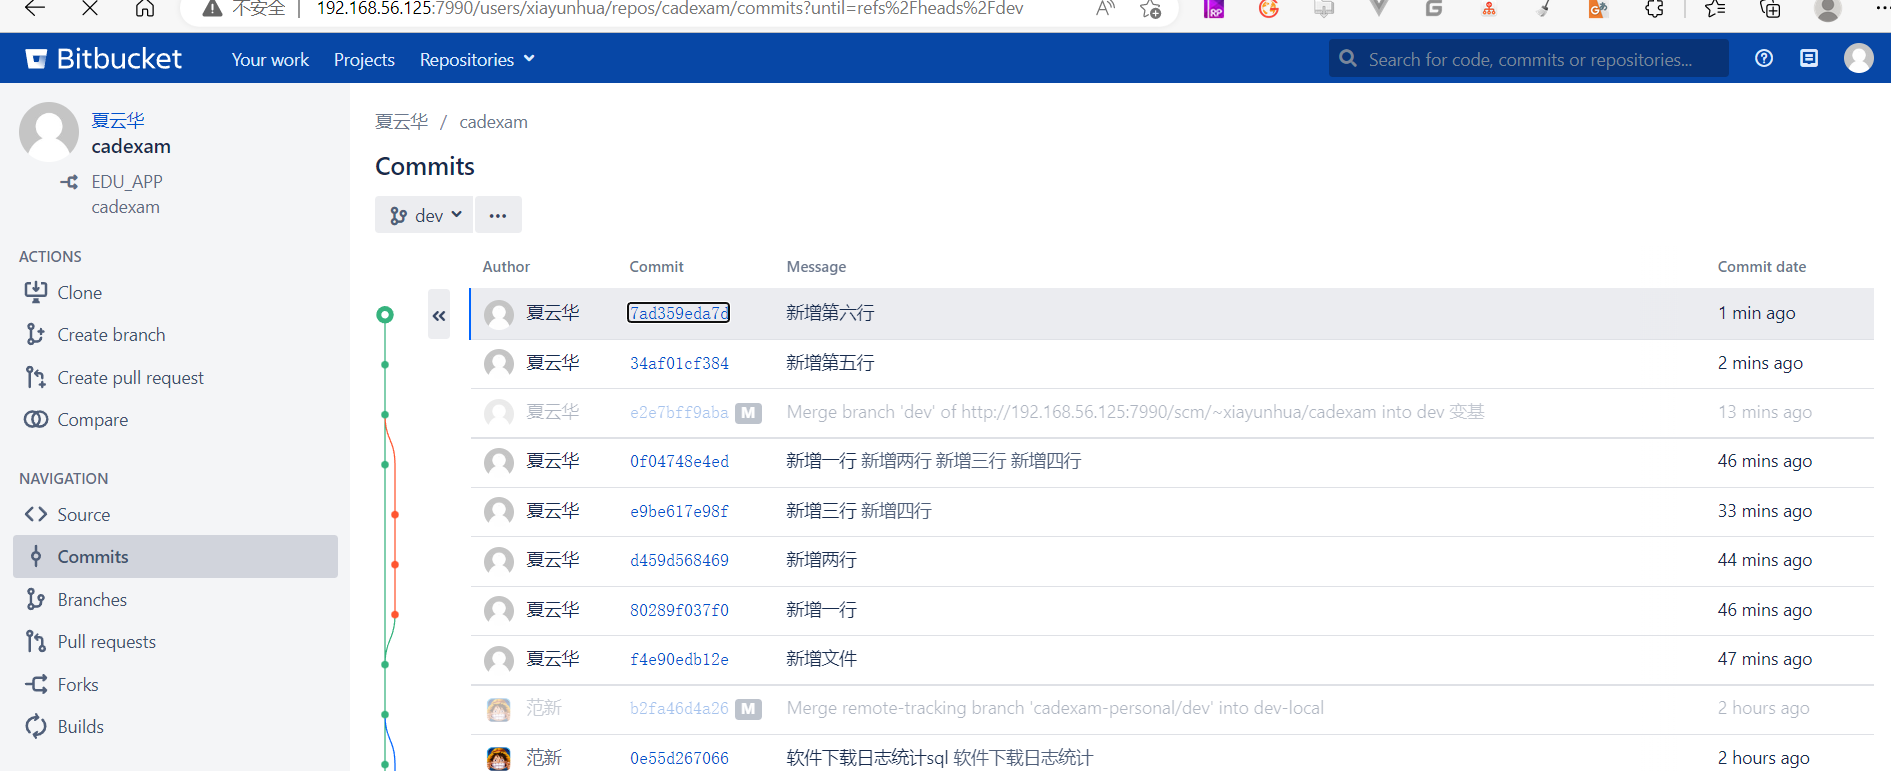 不安全 | 192.168.56.125:7990/users/xiayunhua/repos/cadexam/commits?until=refs%2Fheads%2Fdev
Bitbucket Your work Projects Repositories Search for code, commits or repositories...
夏云华
cadexam
EDU_APP
cadexam
ACTIONS
Clone
Create branch
Create pull request
Compare
NAVIGATION
Source
Commits
Branches
Pull requests
Forks
Builds
夏云华 / cadexam
Commits
dev ...
Author Commit Message Commit date
夏云华 7ad359eda7d 新增第六行 1 min ago
夏云华 34af01cf384 新增第五行 2 mins ago
夏云华 e2e7bff9aba M Merge branch 'dev' of http://192.168.56.125:7990/scm/~xiayunhua/cadexam into dev 变基 13 mins ago
夏云华 0f04748e4ed 新增一行 新增两行 新增三行 新增四行 46 mins ago
夏云华 e9be617e98f 新增三行 新增四行 33 mins ago
夏云华 d459d568469 新增两行 44 mins ago
夏云华 80289f037f0 新增一行 46 mins ago
夏云华 f4e90edb12e 新增文件 47 mins ago
范新 b2fa46d4a26 M Merge remote-tracking branch 'cadexam-personal/dev' into dev-local 2 hours ago
范新 0e55d267066 软件下载日志统计sql 软件下载日志统计 2 hours ago